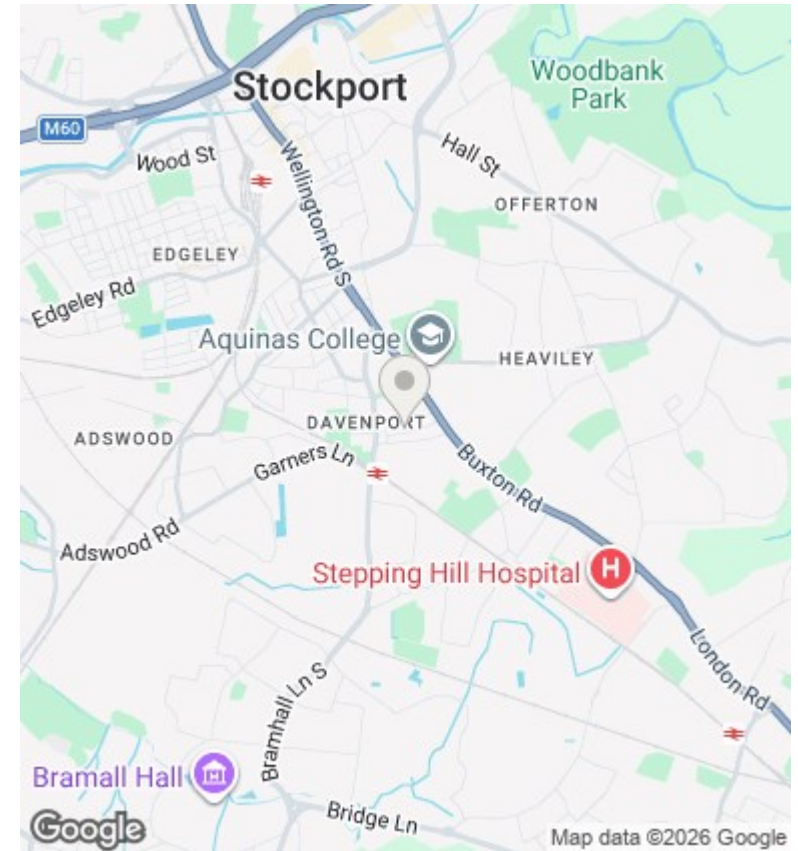 Stockport
Woodbank
Park
M60
Wood St
Hall St
Wellington Rd S
OFFERTON
EDGELEY
Edgeley Rd
Aquinas College
HEAVILEY
DAVENPORT
ADSWOOD
Garners Ln
Buxton Rd
Adswood Rd
Stepping Hill Hospital
H
London Rd
Bramhall Ln S
Bramall Hall
Bridge Ln
Google
Map data ©2026 Google